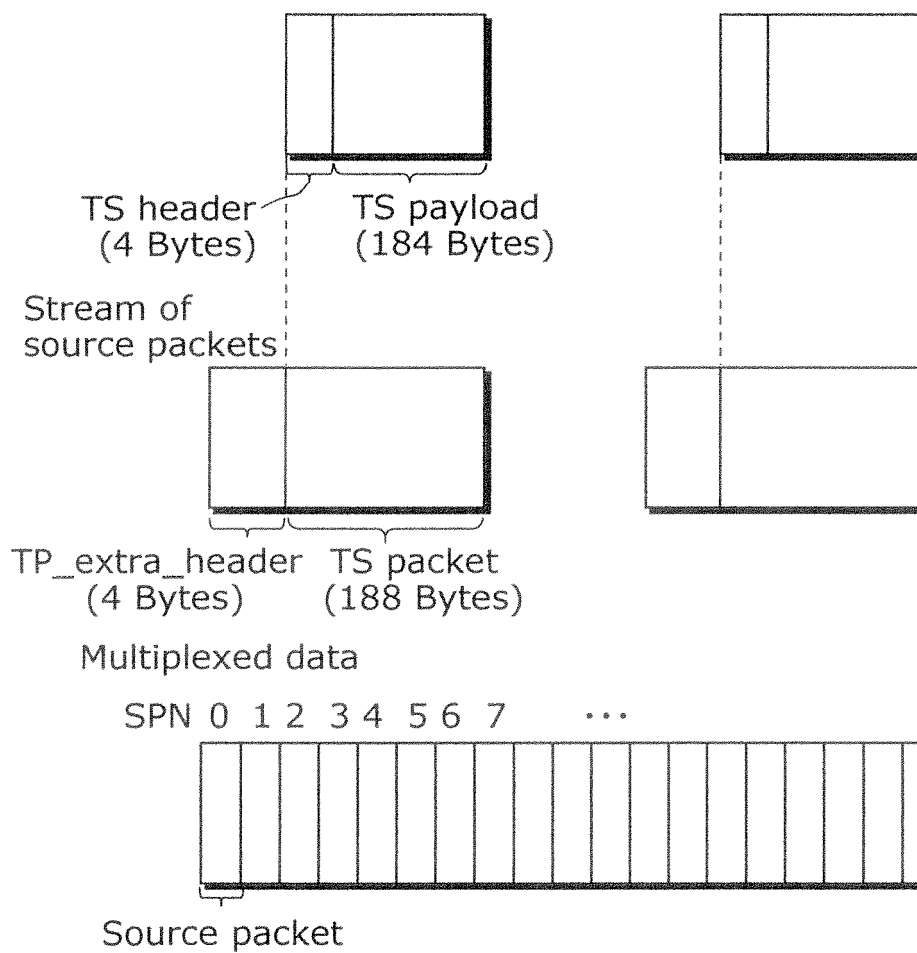 TS header TS payload
(4 Bytes) (184 Bytes)
Stream of
source packets
TP_extra_header TS packet
(4 Bytes) (188 Bytes)
Multiplexed data
SPN 0 1 2 3 4 5 6 7 ...
Source packet